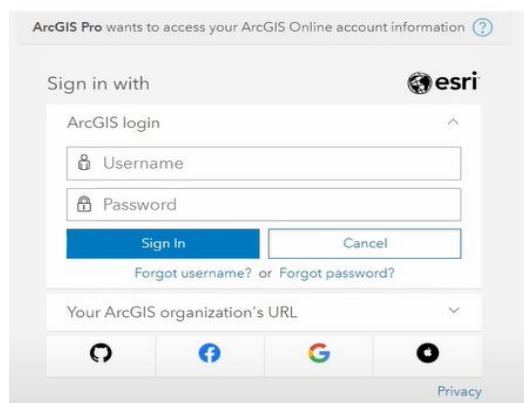 ArcGIS Pro wants to access your ArcGIS Online account information ?
Sign in with
esri
ArcGIS login
Username
Password
Sign In
Cancel
Forgot username? or Forgot password?
Your ArcGIS organization's URL
Privacy